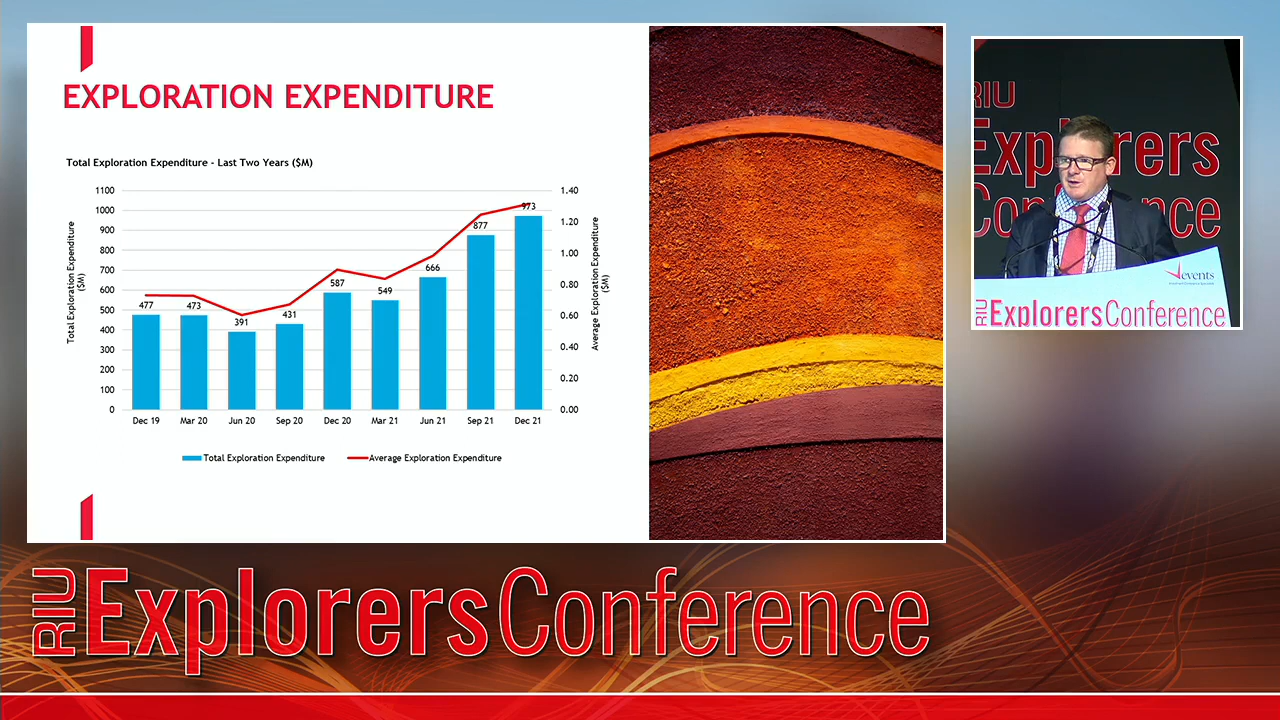 EXPLORATION EXPENDITURE
Total Exploration Expenditure - Last Two Years ($M)
Total Exploration Expenditure
($M)
1100
1000
900
800
700
600
500
400
300
200
100
0
477
473
391
431
587
549
666
877
973
1.40
1.20
1.00
0.80
0.60
0.40
0.20
0.00
Average Exploration Expenditure
($M)
Dec 19 Mar 20 Jun 20 Sep 20 Dec 20 Mar 21 Jun 21 Sep 21 Dec 21
Total Exploration Expenditure Average Exploration Expenditure
RIU
Explorers
Conference
events
RIU ExplorersConference
RIU ExplorersConference